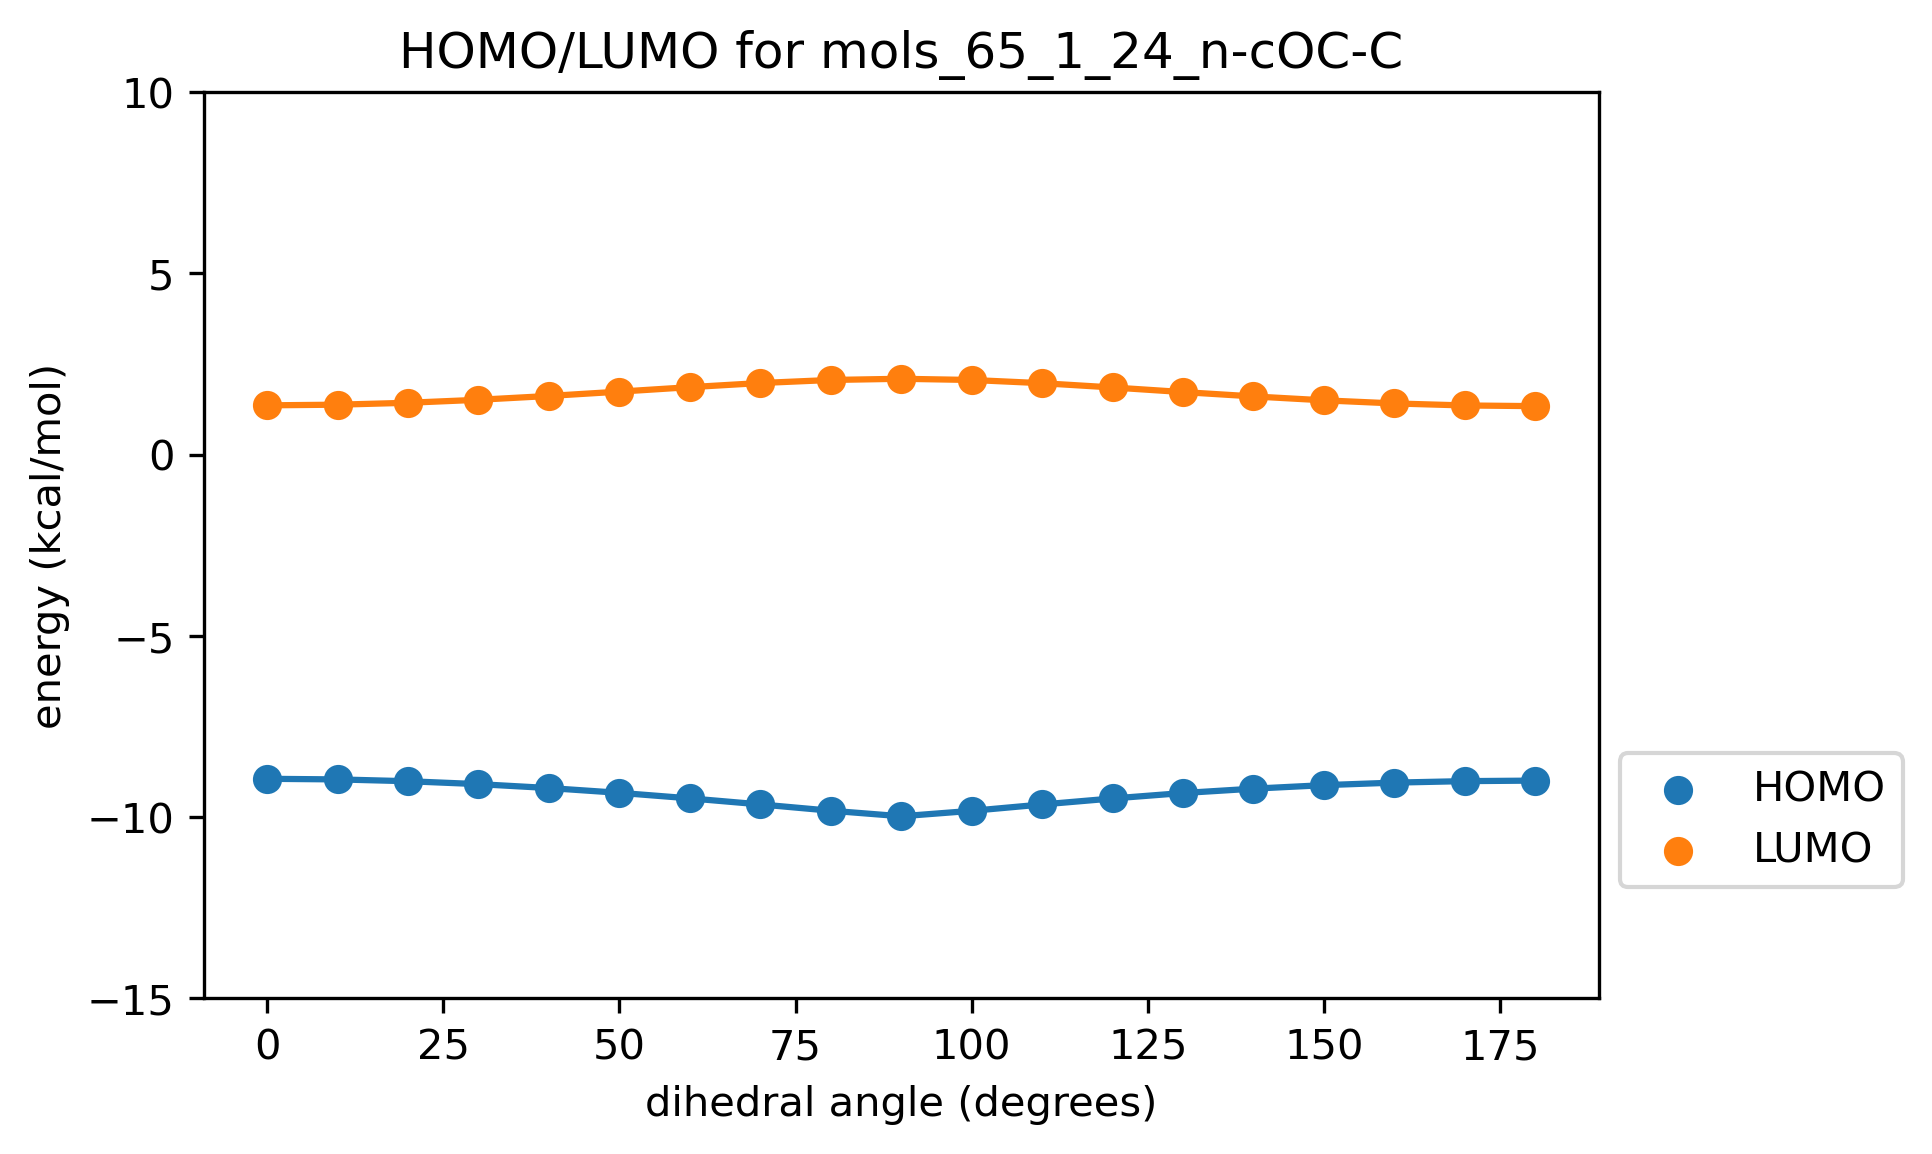 HOMO/LUMO for mols_65_1_24_n-cOC-C
10
5
0
−5
−10
−15
energy (kcal/mol)
0 25 50 75 100 125 150 175
dihedral angle (degrees)
HOMO
LUMO